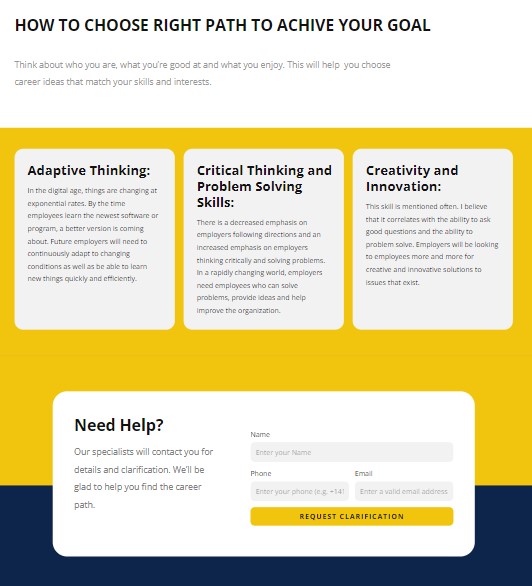 HOW TO CHOOSE RIGHT PATH TO ACHIVE YOUR GOAL
Think about who you are, what you're good at and what you enjoy. This will help you choose
career ideas that match your skills and interests.
Adaptive Thinking:
In the digital age, things are changing at
exponential rates. By the time
employees learn the newest software or
program, a better version is coming
about. Future employers will need to
continuously adapt to changing
conditions as well as be able to learn
new things quickly and efficiently.
Critical Thinking and
Problem Solving
Skills:
There is a decreased emphasis on
employers following directions and an
increased emphasis on employers
thinking critically and solving problems.
In a rapidly changing world, employers
need employees who can solve
problems, provide ideas and help
improve the organization.
Creativity and
Innovation:
This skill is mentioned often. I believe
that it correlates with the ability to ask
good questions and the ability to
problem solve. Employers will be looking
to employees more and more for
creative and innovative solutions to
issues that exist.
Need Help?
Our specialists will contact you for
details and clarification. We'll be
glad to help you find the career
path.
Name
Enter your Name
Phone
Email
Enter your phone (e.g. +141
Enter a valid email address
REQUEST CLARIFICATION